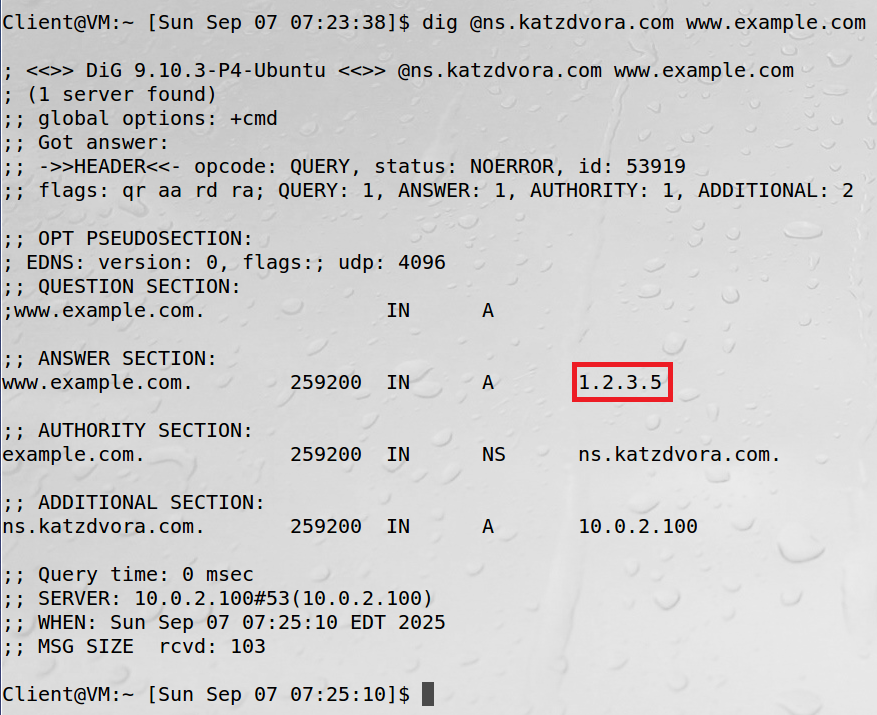 Client@VM:~ [Sun Sep 07 07:23:38]$ dig @ns.katzdvora.com www.example.com
; <<>> DiG 9.10.3-P4-Ubuntu <<>> @ns.katzdvora.com www.example.com
; (1 server found)
;; global options: +cmd
;; Got answer:
;; ->>HEADER<<- opcode: QUERY, status: NOERROR, id: 53919
;; flags: qr aa rd ra; QUERY: 1, ANSWER: 1, AUTHORITY: 1, ADDITIONAL: 2
;; OPT PSEUDOSECTION:
; EDNS: version: 0, flags:; udp: 4096
;; QUESTION SECTION:
;www.example.com. IN A
;; ANSWER SECTION:
www.example.com. 259200 IN A 1.2.3.5
;; AUTHORITY SECTION:
example.com. 259200 IN NS ns.katzdvora.com.
;; ADDITIONAL SECTION:
ns.katzdvora.com. 259200 IN A 10.0.2.100
;; Query time: 0 msec
;; SERVER: 10.0.2.100#53(10.0.2.100)
;; WHEN: Sun Sep 07 07:25:10 EDT 2025
;; MSG SIZE  rcvd: 103
Client@VM:~ [Sun Sep 07 07:25:10]$